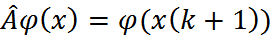 Âφ(x) = φ(x(k + 1))